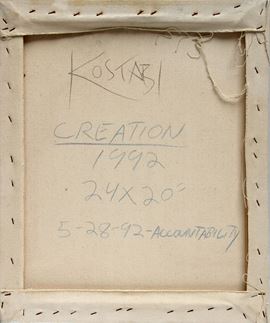 KOSTABI
CREATION
1992
24X20"
5-28-92-ACCOUNTABILITY